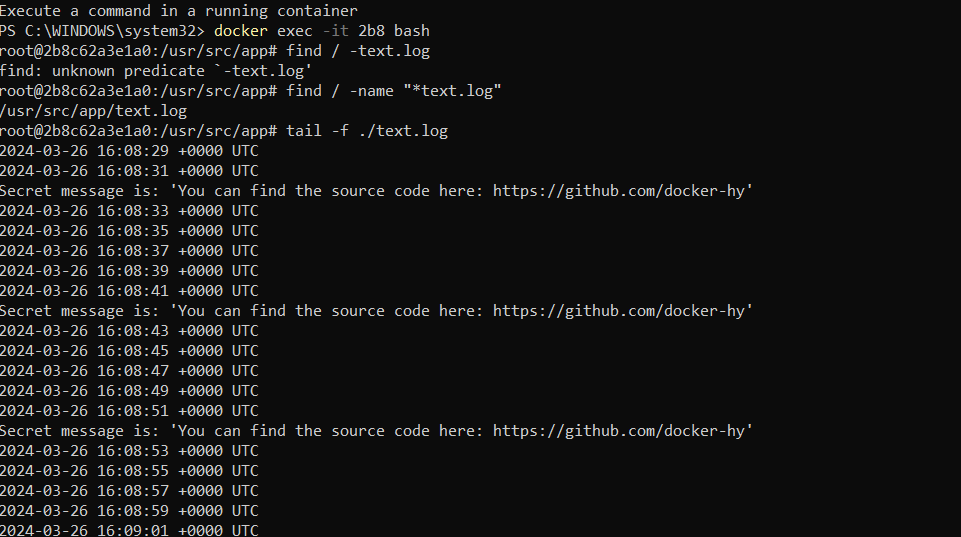 Execute a command in a running container
PS C:\WINDOWS\system32> docker exec -it 2b8 bash
root@2b8c62a3e1a0:/usr/src/app# find / -text.log
find: unknown predicate `-text.log'
root@2b8c62a3e1a0:/usr/src/app# find / -name "*text.log"
/usr/src/app/text.log
root@2b8c62a3e1a0:/usr/src/app# tail -f ./text.log
2024-03-26 16:08:29 +0000 UTC
2024-03-26 16:08:31 +0000 UTC
Secret message is: 'You can find the source code here: https://github.com/docker-hy'
2024-03-26 16:08:33 +0000 UTC
2024-03-26 16:08:35 +0000 UTC
2024-03-26 16:08:37 +0000 UTC
2024-03-26 16:08:39 +0000 UTC
2024-03-26 16:08:41 +0000 UTC
Secret message is: 'You can find the source code here: https://github.com/docker-hy'
2024-03-26 16:08:43 +0000 UTC
2024-03-26 16:08:45 +0000 UTC
2024-03-26 16:08:47 +0000 UTC
2024-03-26 16:08:49 +0000 UTC
2024-03-26 16:08:51 +0000 UTC
Secret message is: 'You can find the source code here: https://github.com/docker-hy'
2024-03-26 16:08:53 +0000 UTC
2024-03-26 16:08:55 +0000 UTC
2024-03-26 16:08:57 +0000 UTC
2024-03-26 16:08:59 +0000 UTC
2024-03-26 16:09:01 +0000 UTC